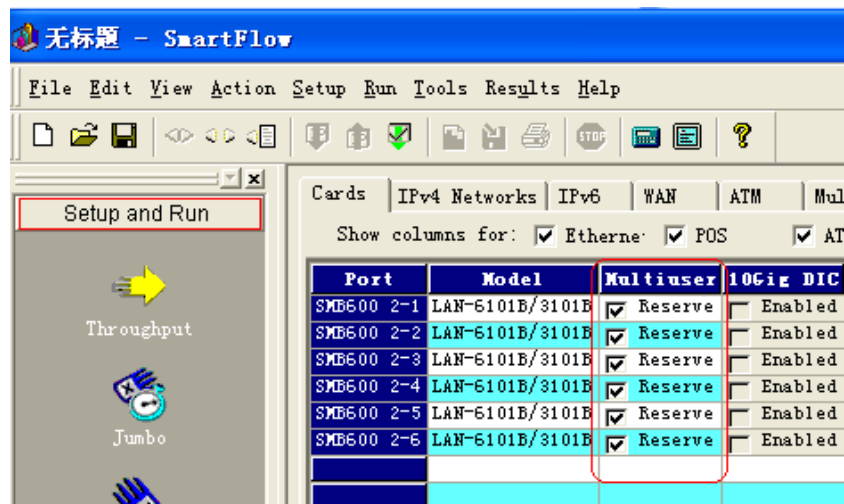 无标题 - SmartFlow
File Edit View Action Setup Run Tools Results Help
STOP
Setup and Run
Throughput
Jumbo
Cards IPv4 Networks IPv6 WAN ATM Mul
Show columns for: Etherne POS AT
Port Model Multiuser 10Gig DIC
SMB600 2-1 LAN-6101B/3101B Reserve Enabled
SMB600 2-2 LAN-6101B/3101B Reserve Enabled
SMB600 2-3 LAN-6101B/3101B Reserve Enabled
SMB600 2-4 LAN-6101B/3101B Reserve Enabled
SMB600 2-5 LAN-6101B/3101B Reserve Enabled
SMB600 2-6 LAN-6101B/3101B Reserve Enabled